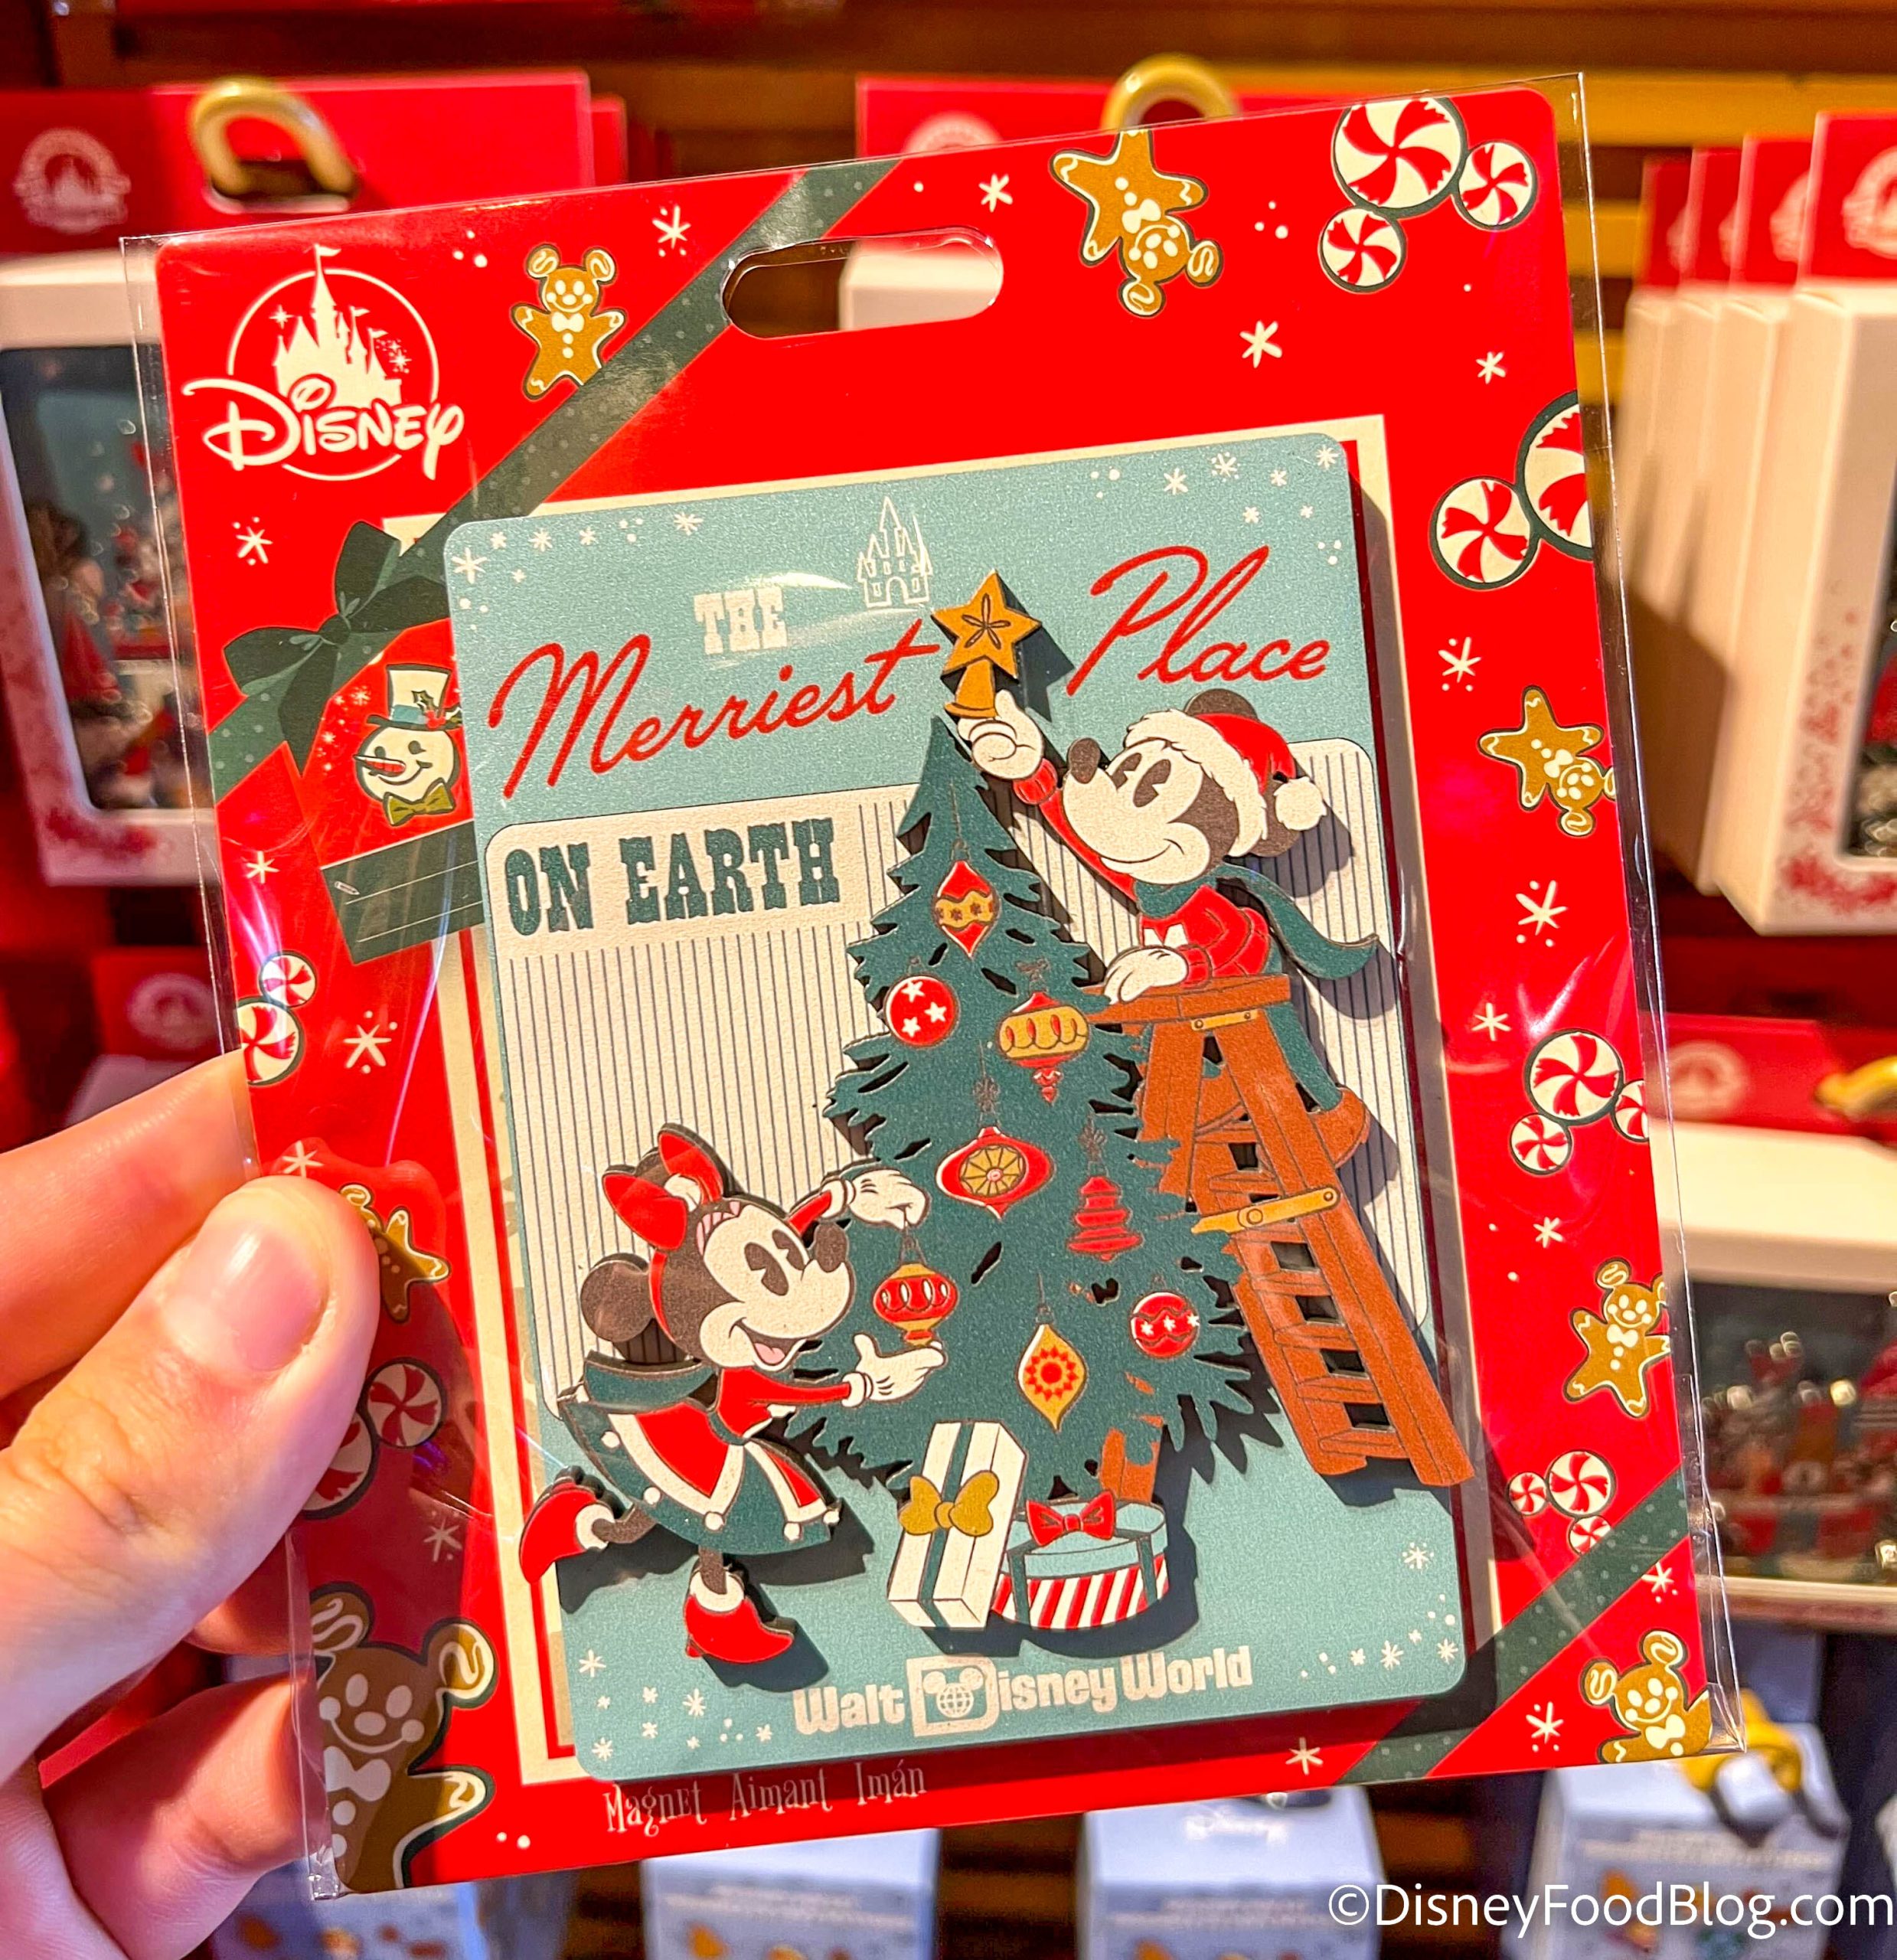 Disney
THE
Merriest Place
ON EARTH
Walt Disney World
Magnet Aimant Imán
©DisneyFoodBlog.com